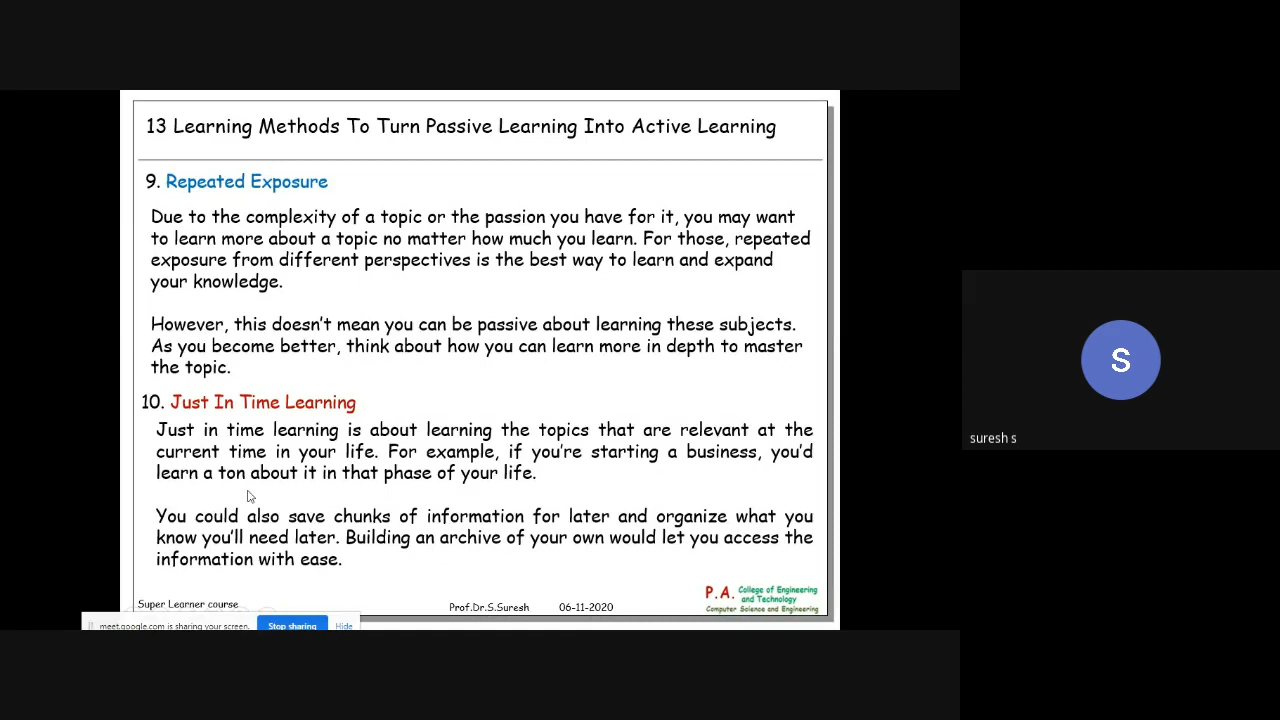 13 Learning Methods To Turn Passive Learning Into Active Learning
9. Repeated Exposure
Due to the complexity of a topic or the passion you have for it, you may want
to learn more about a topic no matter how much you learn. For those, repeated
exposure from different perspectives is the best way to learn and expand
your knowledge.
However, this doesn't mean you can be passive about learning these subjects.
As you become better, think about how you can learn more in depth to master
the topic.
10. Just In Time Learning
Just in time learning is about learning the topics that are relevant at the
current time in your life. For example, if you're starting a business, you'd
learn a ton about it in that phase of your life.
You could also save chunks of information for later and organize what you
know you'll need later. Building an archive of your own would let you access the
information with ease.
Super Learner course
Prof.Dr.S.Suresh 06-11-2020
P.A. College of Engineering
and Technology
Computer Science and Engineering
meet.google.com is sharing your screen. Stop sharing Hide
S
suresh s